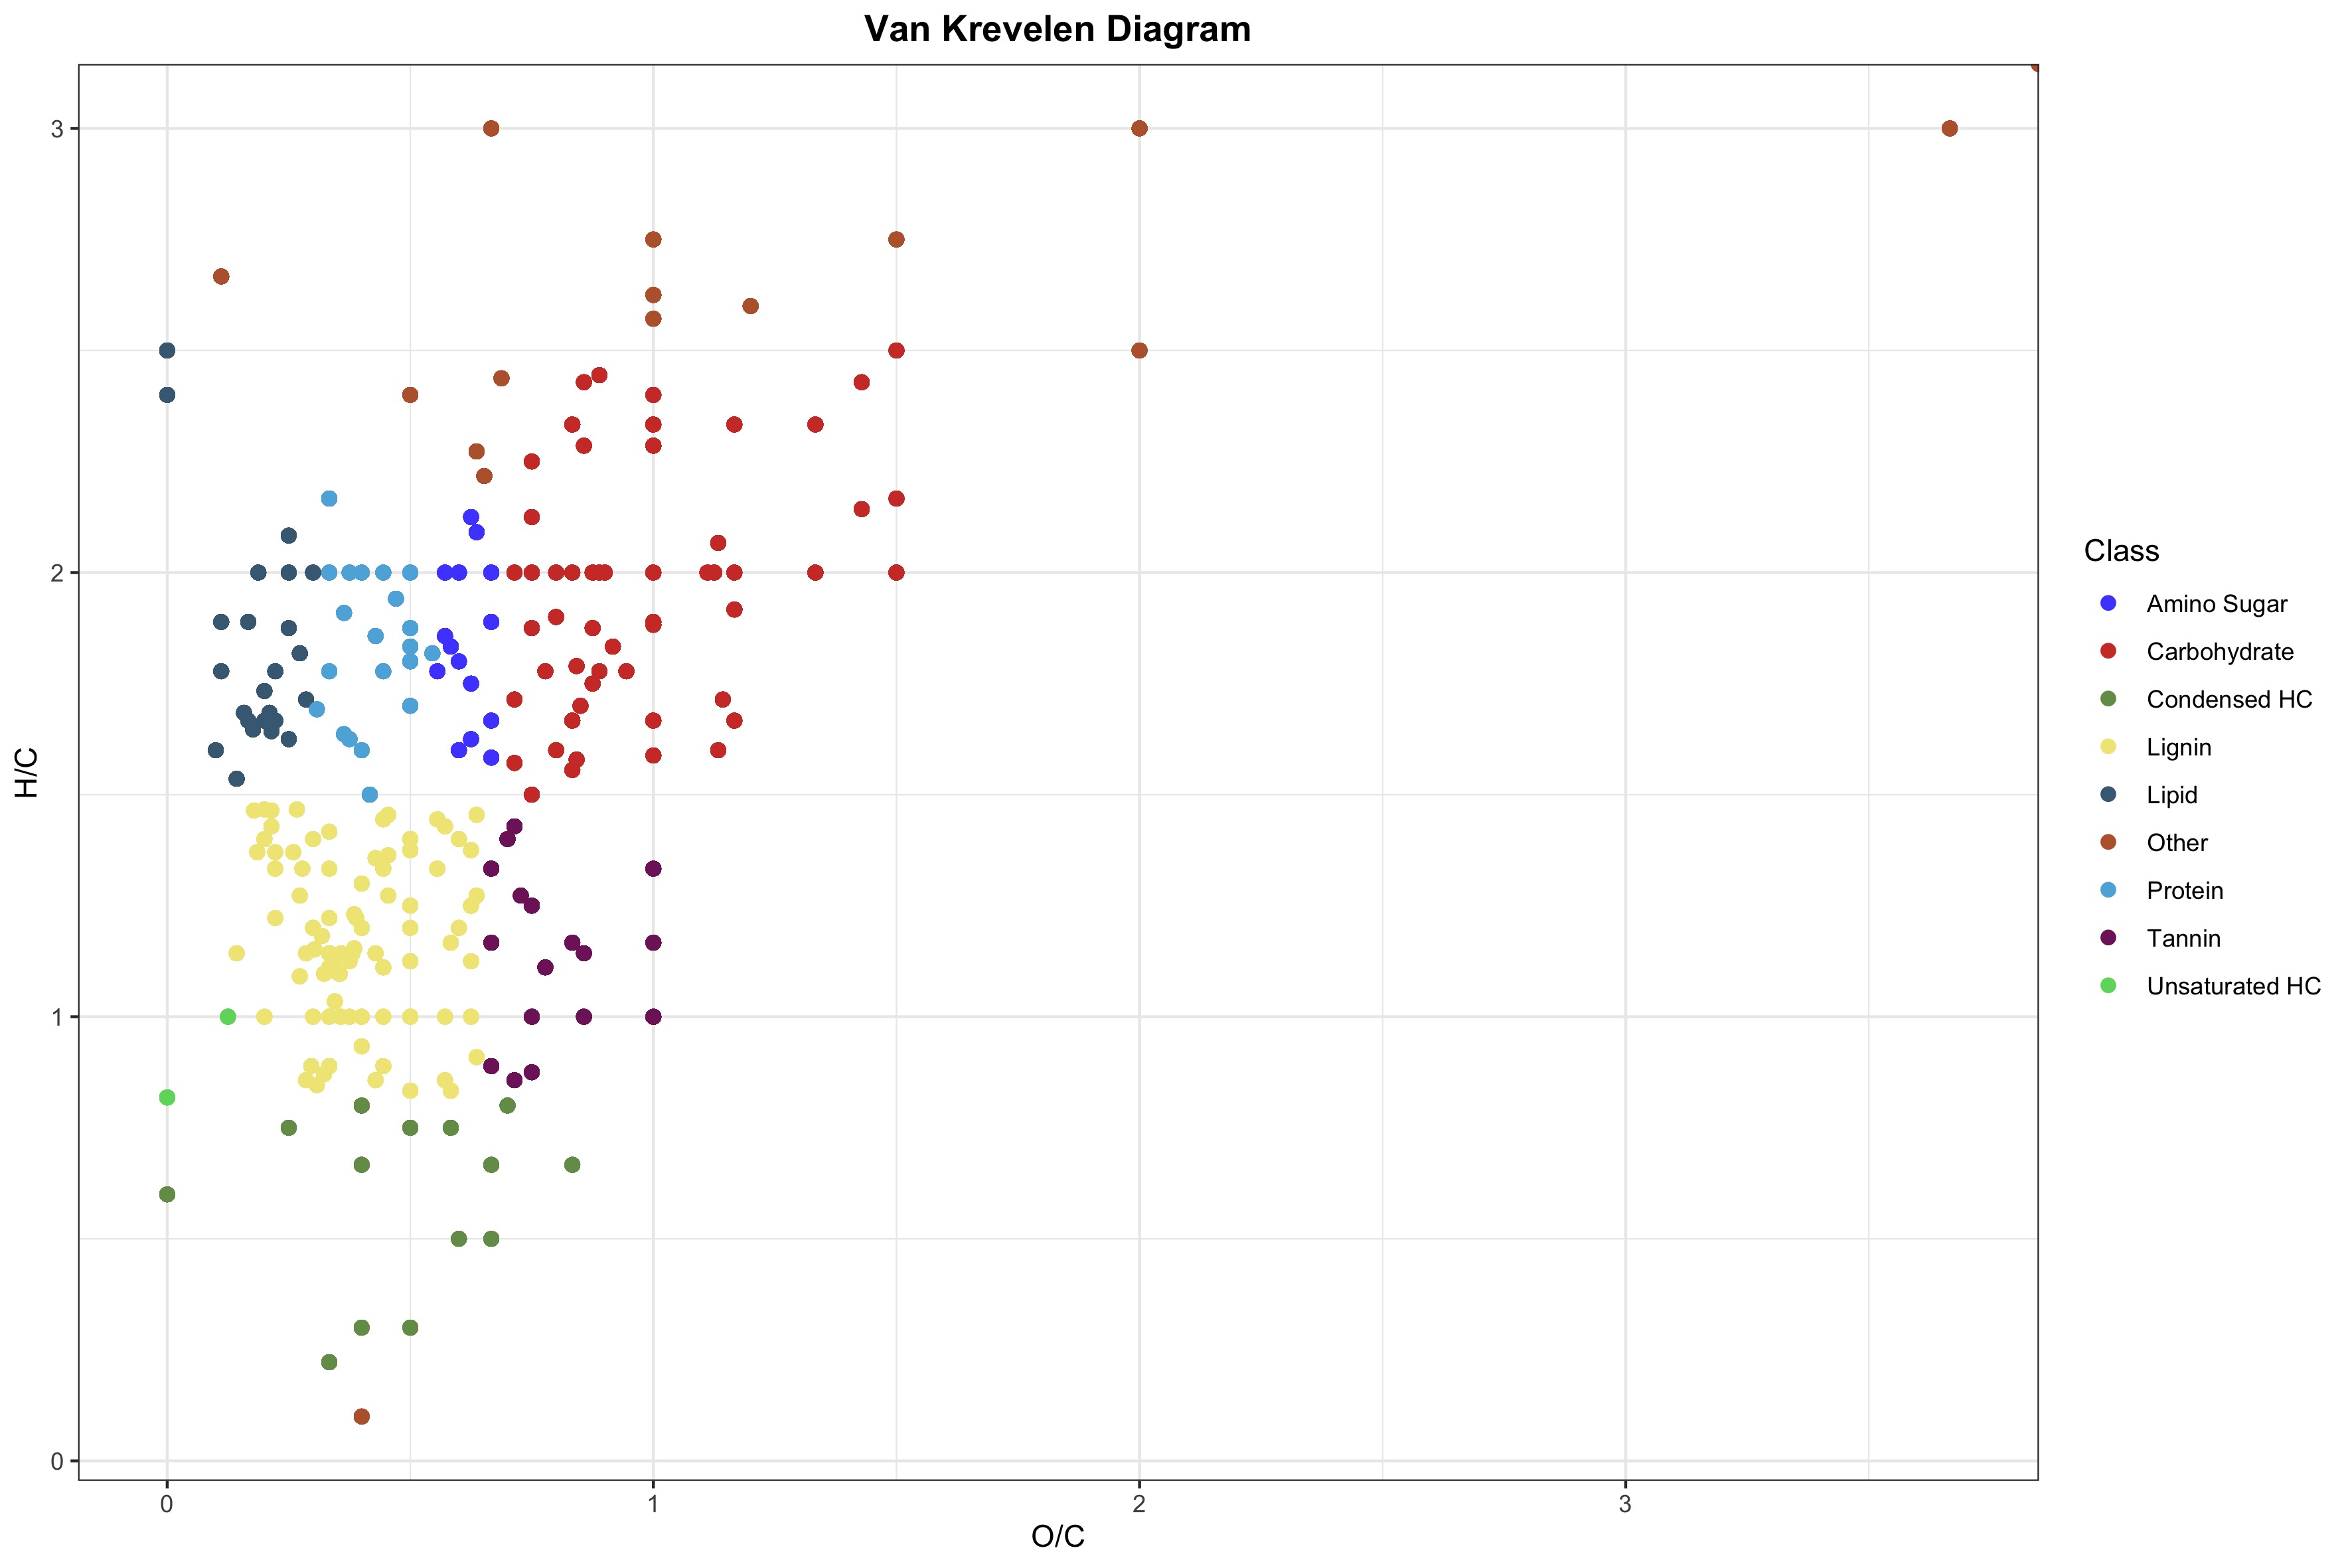 Van Krevelen Diagram
3
2
1
0
H/C
0
1
2
3
O/C
Class
Amino Sugar
Carbohydrate
Condensed HC
Lignin
Lipid
Other
Protein
Tannin
Unsaturated HC